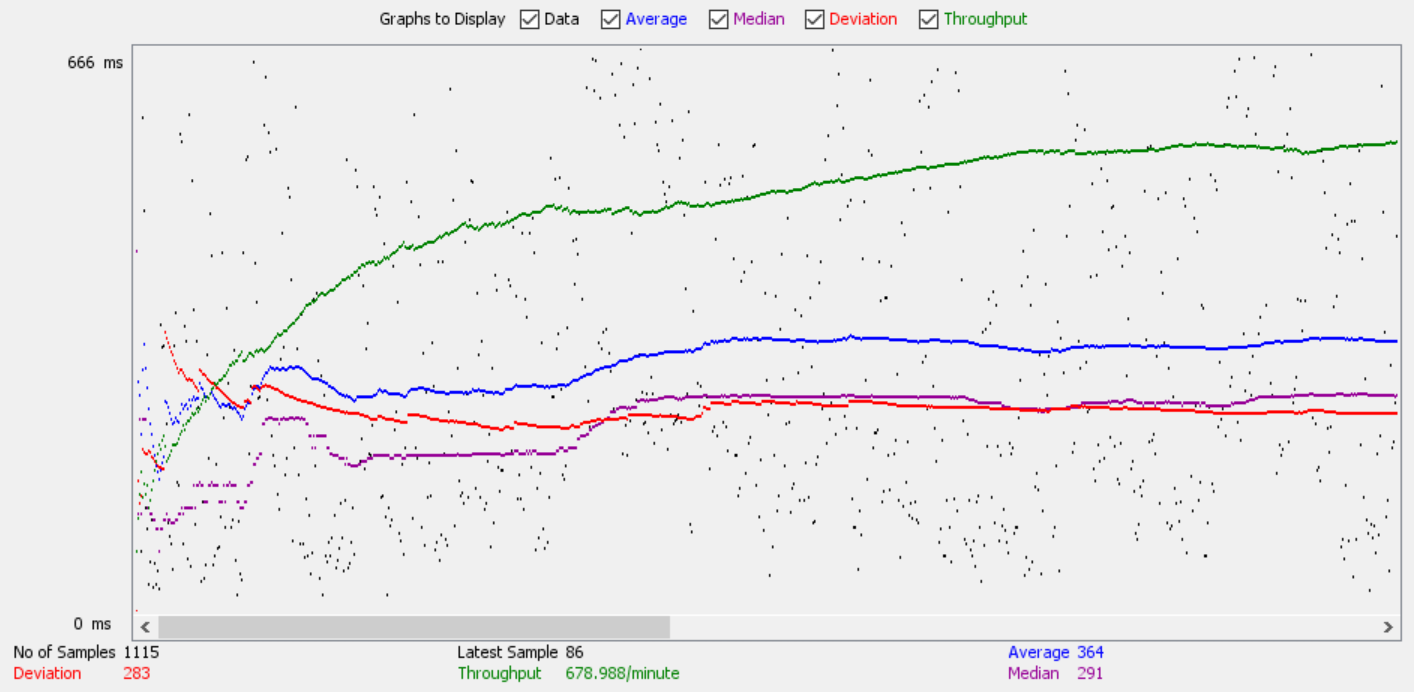 Graphs to Display Data Average Median Deviation Throughput
666 ms
0 ms
No of Samples 1115 Latest Sample 86 Average 364
Deviation 283 Throughput 678.988/minute Median 291